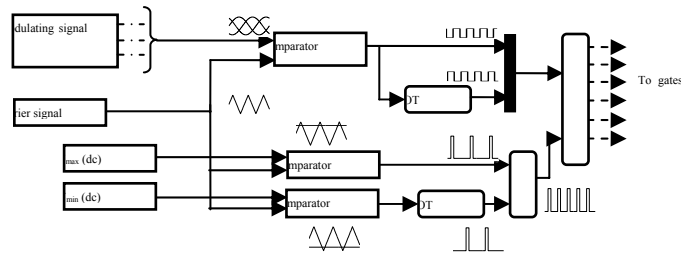 dulating signal
mparator
OT
To gates
rier signal
max (dc)
mparator
min (dc)
mparator
OT